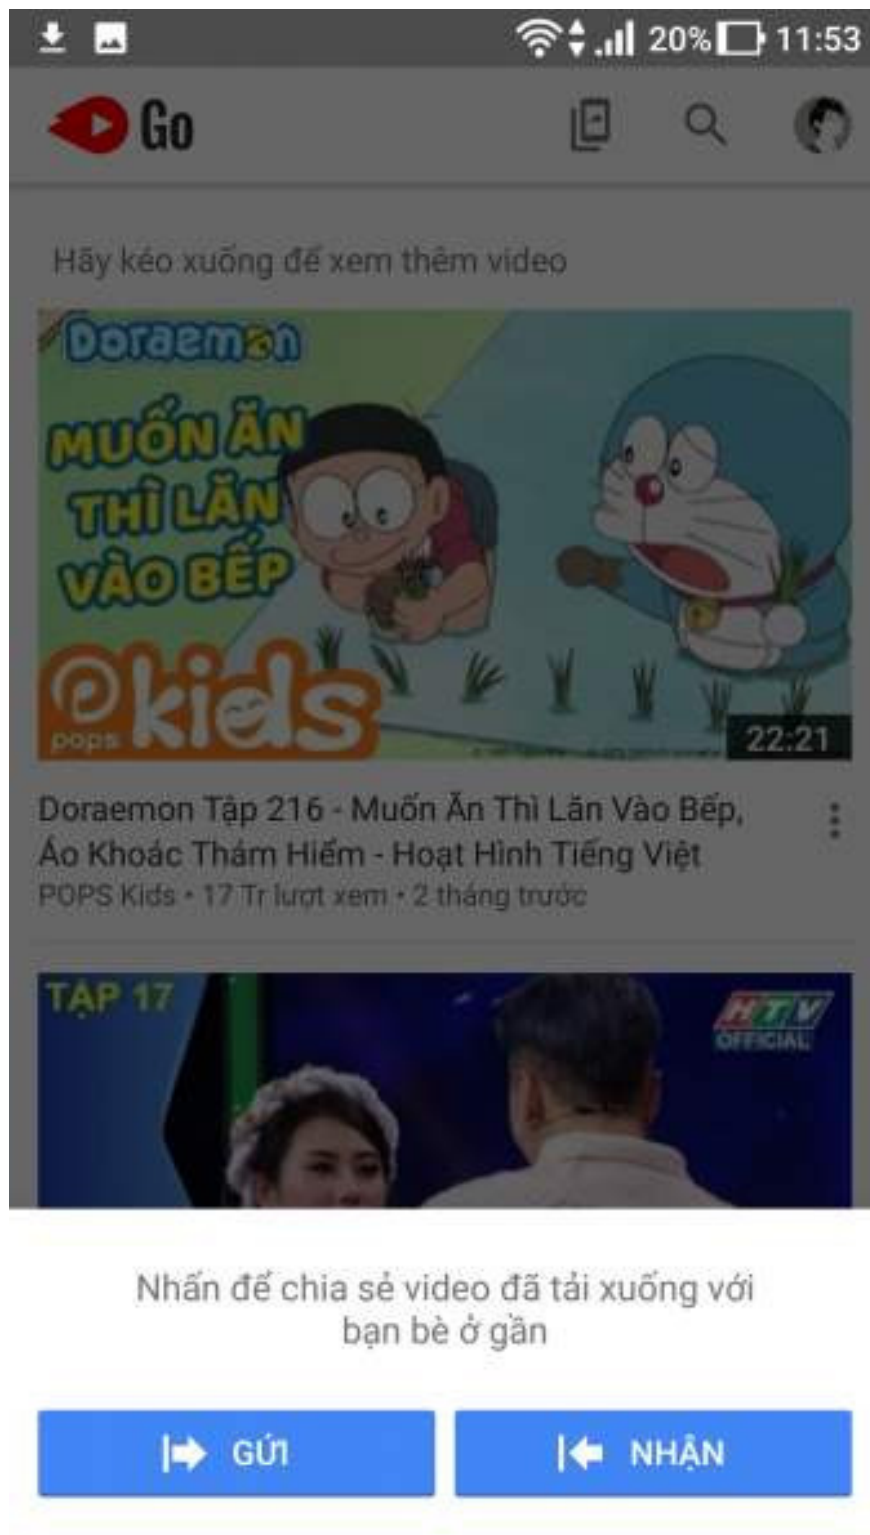 20% 11:53
Go
Hãy kéo xuống để xem thêm video
Doraemon
MUỐN ĂN
THÌ LĂN
VÀO BẾP
pops kids
22:21
Doraemon Tập 216 - Muốn Ăn Thì Lăn Vào Bếp,
Áo Khoác Thám Hiểm - Hoạt Hình Tiếng Việt
POPS Kids • 17 Tr lượt xem • 2 tháng trước
TẬP 17
HTV
OFFICIAL
Nhấn để chia sẻ video đã tải xuống với
bạn bè ở gần
GỬI
NHẬN